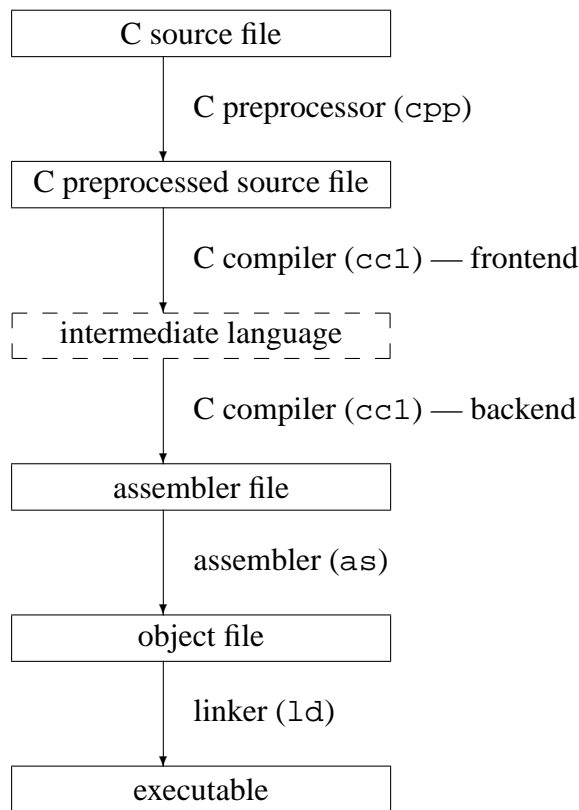 C source file
C preprocessor (cpp)
C preprocessed source file
C compiler (cc1) — frontend
intermediate language
C compiler (cc1) — backend
assembler file
assembler (as)
object file
linker (ld)
executable